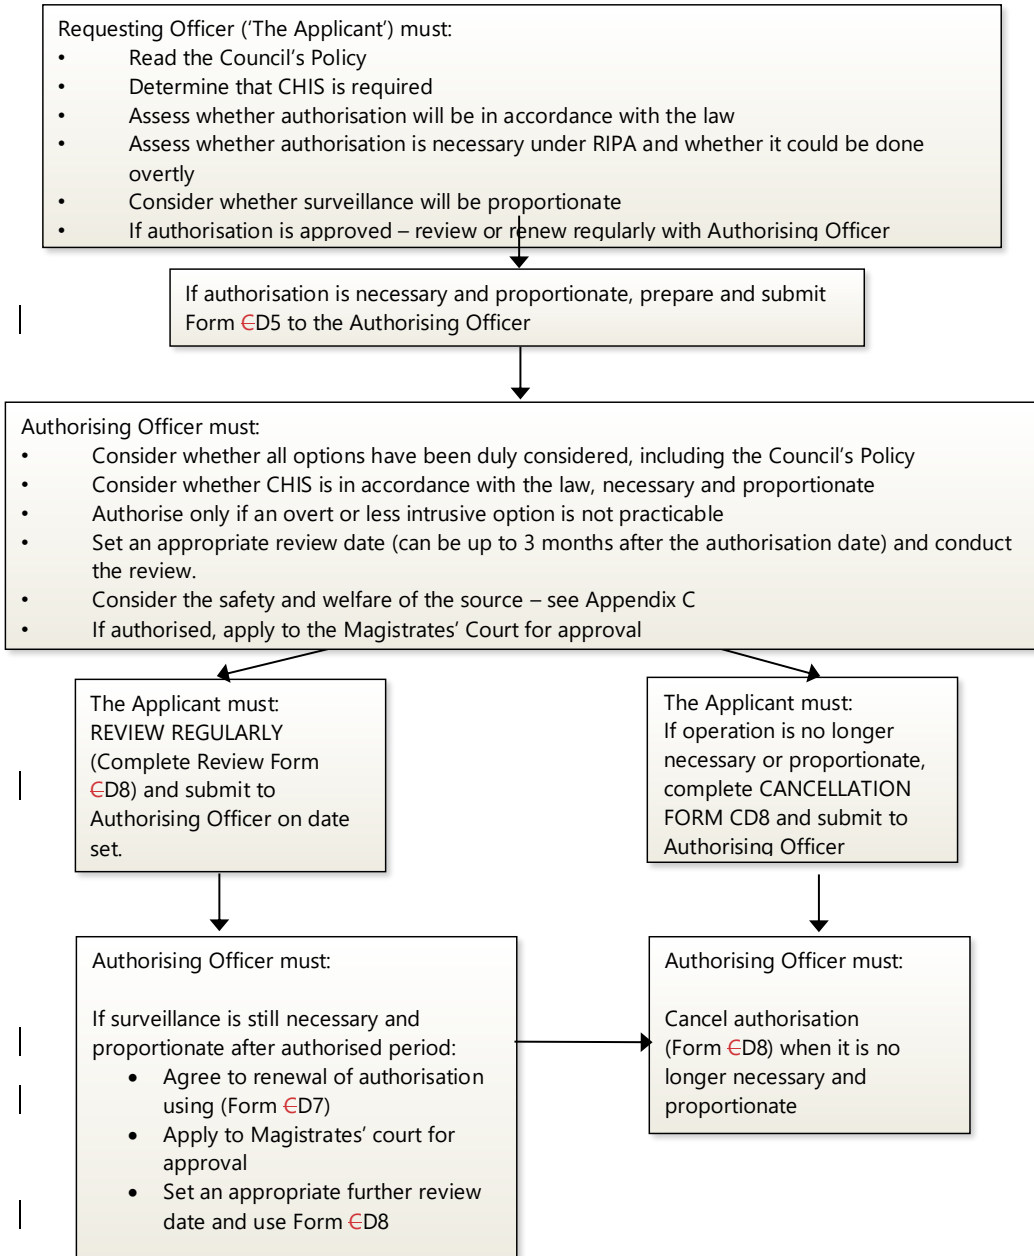 Requesting Officer (‘The Applicant’) must:
• Read the Council’s Policy
• Determine that CHIS is required
• Assess whether authorisation will be in accordance with the law
• Assess whether authorisation is necessary under RIPA and whether it could be done
overtly
• Consider whether surveillance will be proportionate
• If authorisation is approved – review or renew regularly with Authorising Officer
If authorisation is necessary and proportionate, prepare and submit
Form CD5 to the Authorising Officer
Authorising Officer must:
• Consider whether all options have been duly considered, including the Council’s Policy
• Consider whether CHIS is in accordance with the law, necessary and proportionate
• Authorise only if an overt or less intrusive option is not practicable
• Set an appropriate review date (can be up to 3 months after the authorisation date) and conduct
the review.
• Consider the safety and welfare of the source – see Appendix C
• If authorised, apply to the Magistrates’ Court for approval
The Applicant must:
REVIEW REGULARLY
(Complete Review Form
CD8) and submit to
Authorising Officer on date
set.
The Applicant must:
If operation is no longer
necessary or proportionate,
complete CANCELLATION
FORM CD8 and submit to
Authorising Officer
Authorising Officer must:
If surveillance is still necessary and
proportionate after authorised period:
• Agree to renewal of authorisation
using (Form CD7)
• Apply to Magistrates’ court for
approval
• Set an appropriate further review
date and use Form CD8
Authorising Officer must:
Cancel authorisation
(Form CD8) when it is no
longer necessary and
proportionate